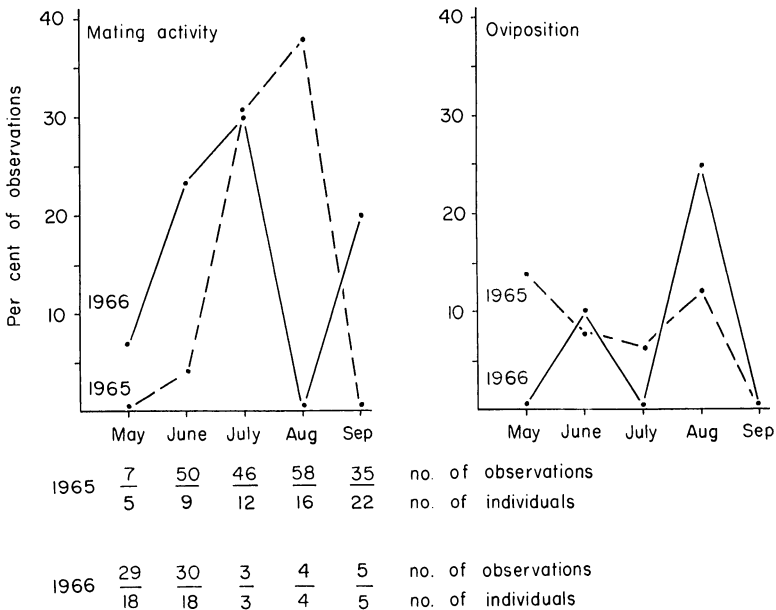 Per cent of observations
40
30
20
10
Mating activity
1966
1965
May June July Aug Sep
40
30
20
10
Oviposition
1965
1966
May June July Aug Sep
7 50 46 58 35 no. of observations
1965
5 9 12 16 22 no. of individuals
29 30 3 4 5 no. of observations
1966
18 18 3 4 5 no. of individuals